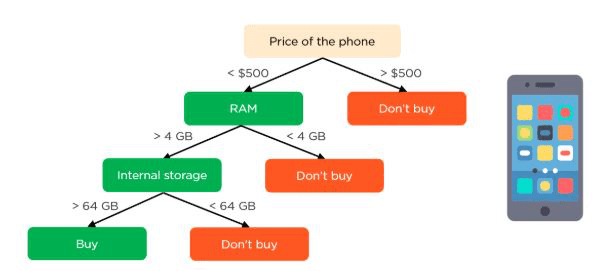 Price of the phone
< $500
> $500
RAM
Don't buy
> 4 GB
< 4 GB
Internal storage
Don't buy
> 64 GB
< 64 GB
Buy
Don't buy